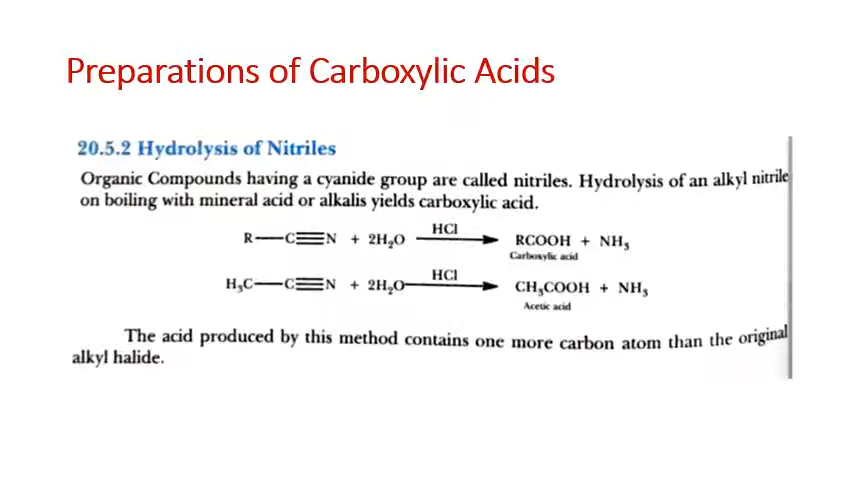 Preparations of Carboxylic Acids
20.5.2 Hydrolysis of Nitriles
Organic Compounds having a cyanide group are called nitriles. Hydrolysis of an alkyl nitrile
on boiling with mineral acid or alkalis yields carboxylic acid.
R—C≡N + 2H₂O HCl → RCOOH + NH₃
Carboxylic acid
H₃C—C≡N + 2H₂O HCl → CH₃COOH + NH₃
Acetic acid
The acid produced by this method contains one more carbon atom than the original
alkyl halide.